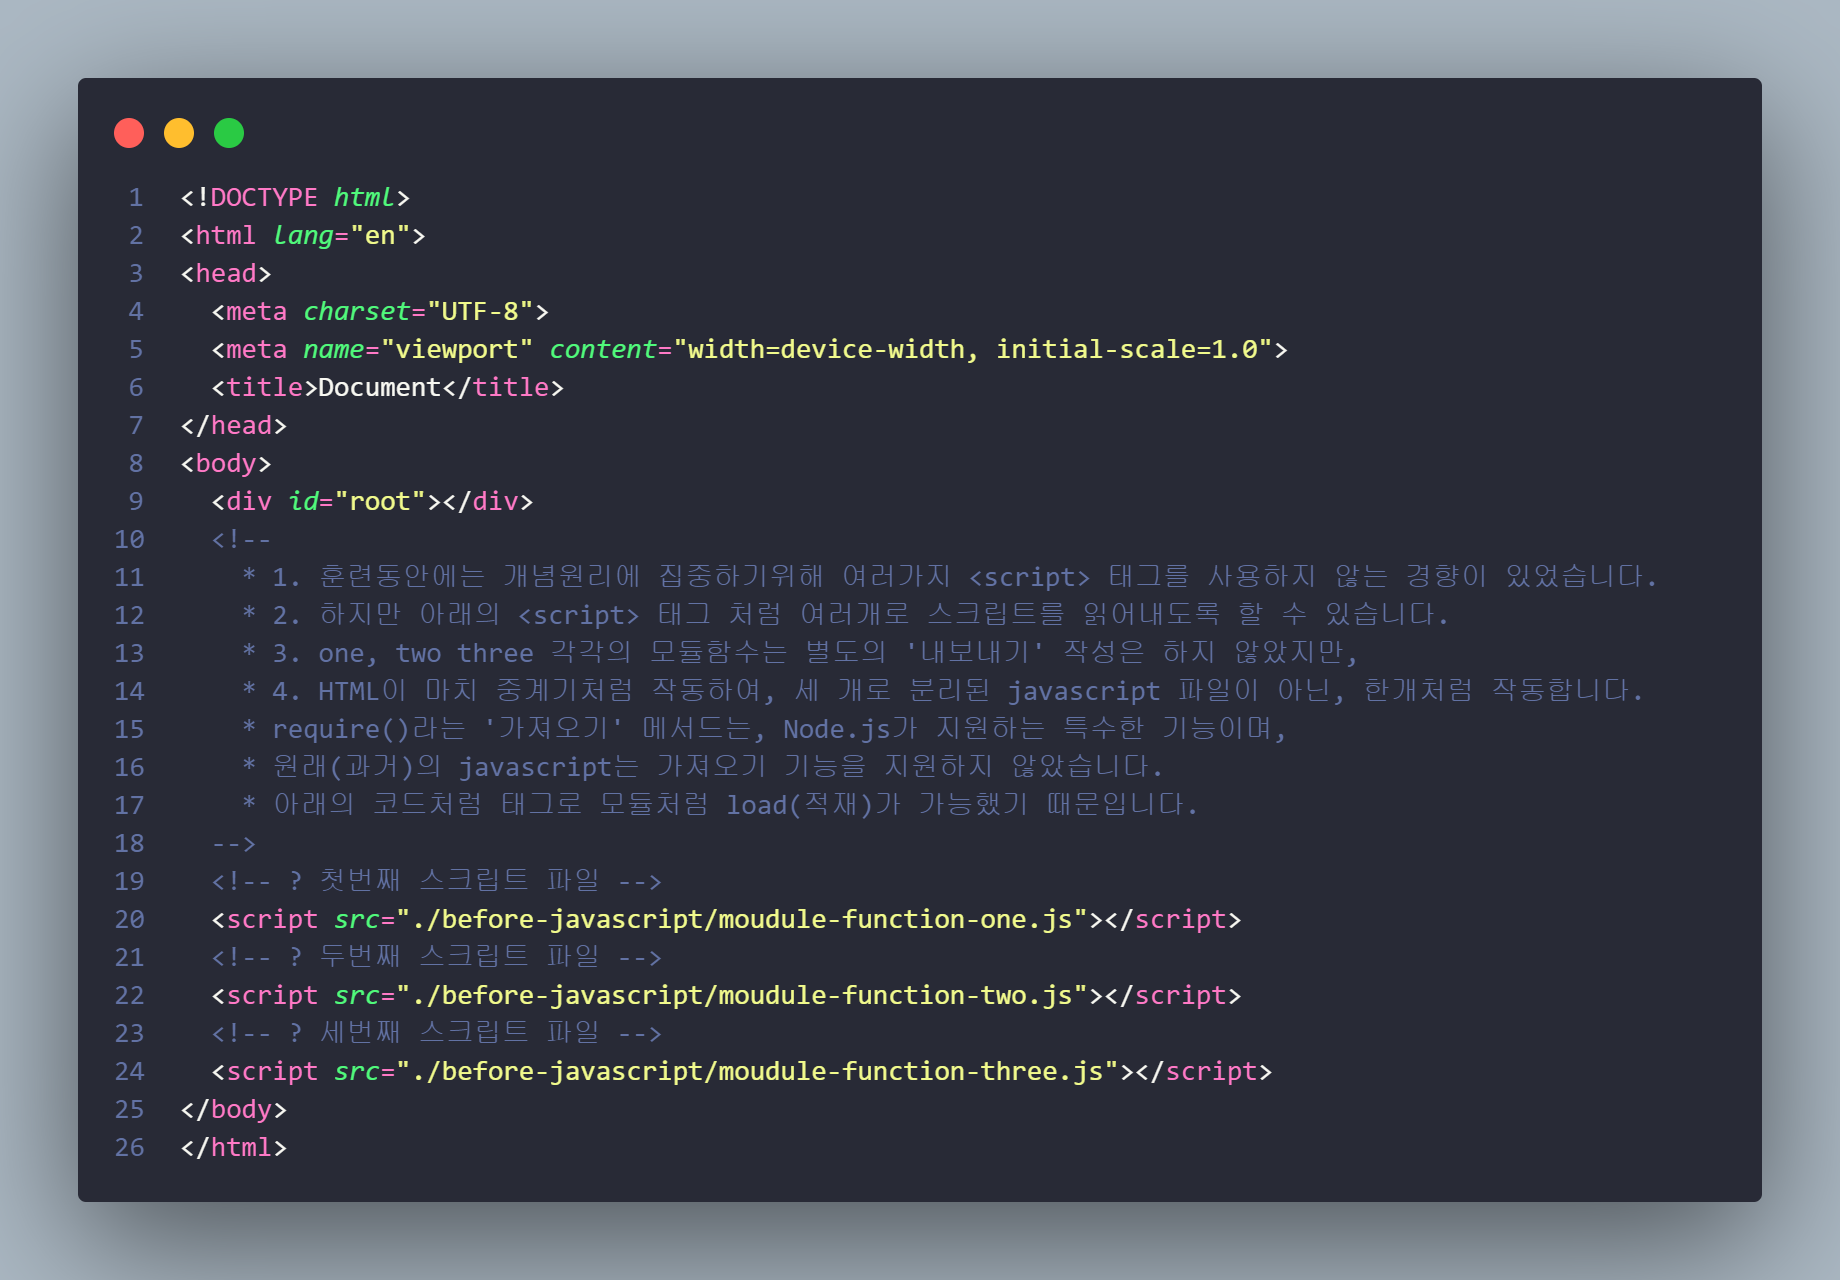 1 <!DOCTYPE html>
2 <html lang="en">
3 <head>
4   <meta charset="UTF-8">
5   <meta name="viewport" content="width=device-width, initial-scale=1.0">
6   <title>Document</title>
7 </head>
8 <body>
9   <div id="root"></div>
10   <!--
11     * 1. 훈련동안에는 개념원리에 집중하기위해 여러가지 <script> 태그를 사용하지 않는 경향이 있었습니다.
12     * 2. 하지만 아래의 <script> 태그 처럼 여러개로 스크립트를 읽어내도록 할 수 있습니다.
13     * 3. one, two three 각각의 모듈함수는 별도의 '내보내기' 작성은 하지 않았지만,
14     * 4. HTML이 마치 중계기처럼 작동하여, 세 개로 분리된 javascript 파일이 아닌, 한개처럼 작동합니다.
15     * require()라는 '가져오기' 메서드는, Node.js가 지원하는 특수한 기능이며,
16     * 원래(과거)의 javascript는 가져오기 기능을 지원하지 않았습니다.
17     * 아래의 코드처럼 태그로 모듈처럼 load(적재)가 가능했기 때문입니다.
18   -->
19   <!-- ? 첫번째 스크립트 파일 -->
20   <script src="./before-javascript/moudule-function-one.js"></script>
21   <!-- ? 두번째 스크립트 파일 -->
22   <script src="./before-javascript/moudule-function-two.js"></script>
23   <!-- ? 세번째 스크립트 파일 -->
24   <script src="./before-javascript/moudule-function-three.js"></script>
25 </body>
26 </html>